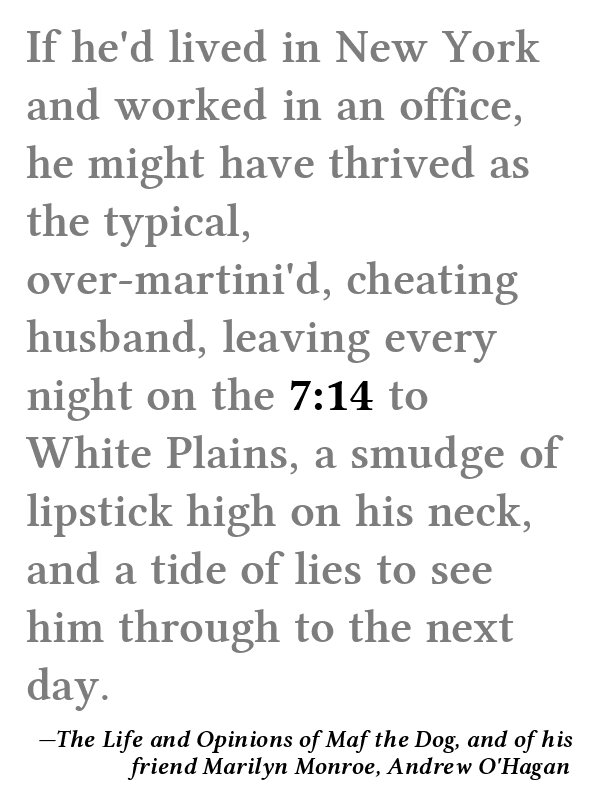 If he'd lived in New York
and worked in an office,
he might have thrived as
the typical,
over-martini'd, cheating
husband, leaving every
night on the 7:14 to
White Plains, a smudge of
lipstick high on his neck,
and a tide of lies to see
him through to the next
day.
—The Life and Opinions of Maf the Dog, and of his
friend Marilyn Monroe, Andrew O'Hagan